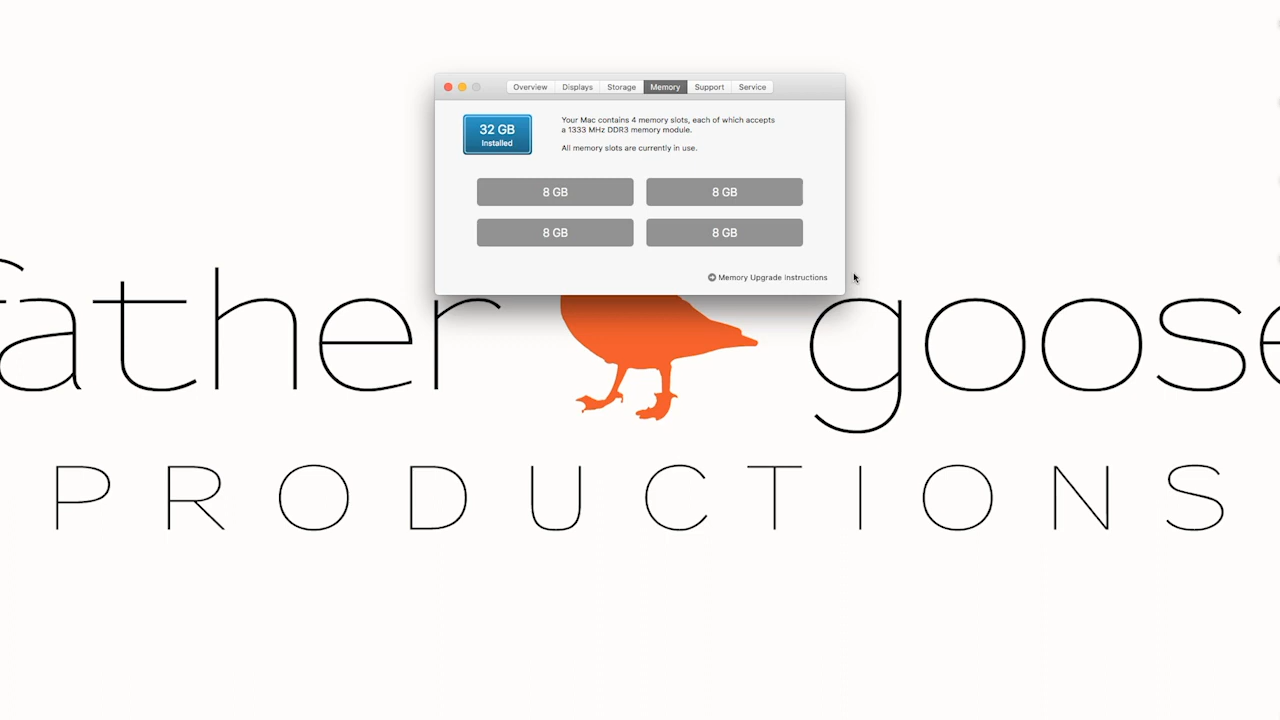 Overview Displays Storage Memory Support Service
32 GB
Installed
Your Mac contains 4 memory slots, each of which accepts
a 1333 MHz DDR3 memory module.
All memory slots are currently in use.
8 GB 8 GB
8 GB 8 GB
Memory Upgrade Instructions
father goose
PRODUCTIONS